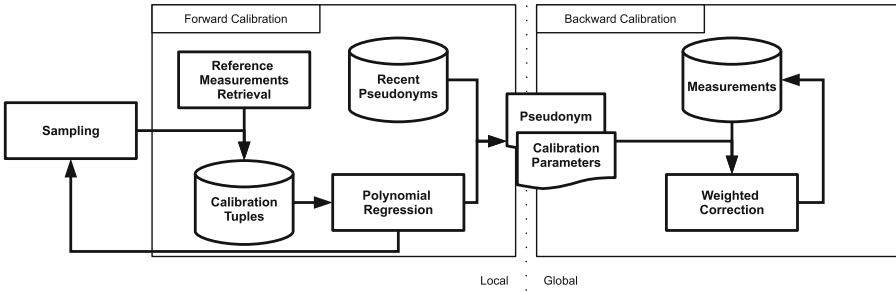 Forward Calibration
Backward Calibration
Reference
Measurements
Retrieval
Recent
Pseudonyms
Measurements
Sampling
Pseudonym
Calibration
Parameters
Calibration
Tuples
Polynomial
Regression
Weighted
Correction
Local
Global